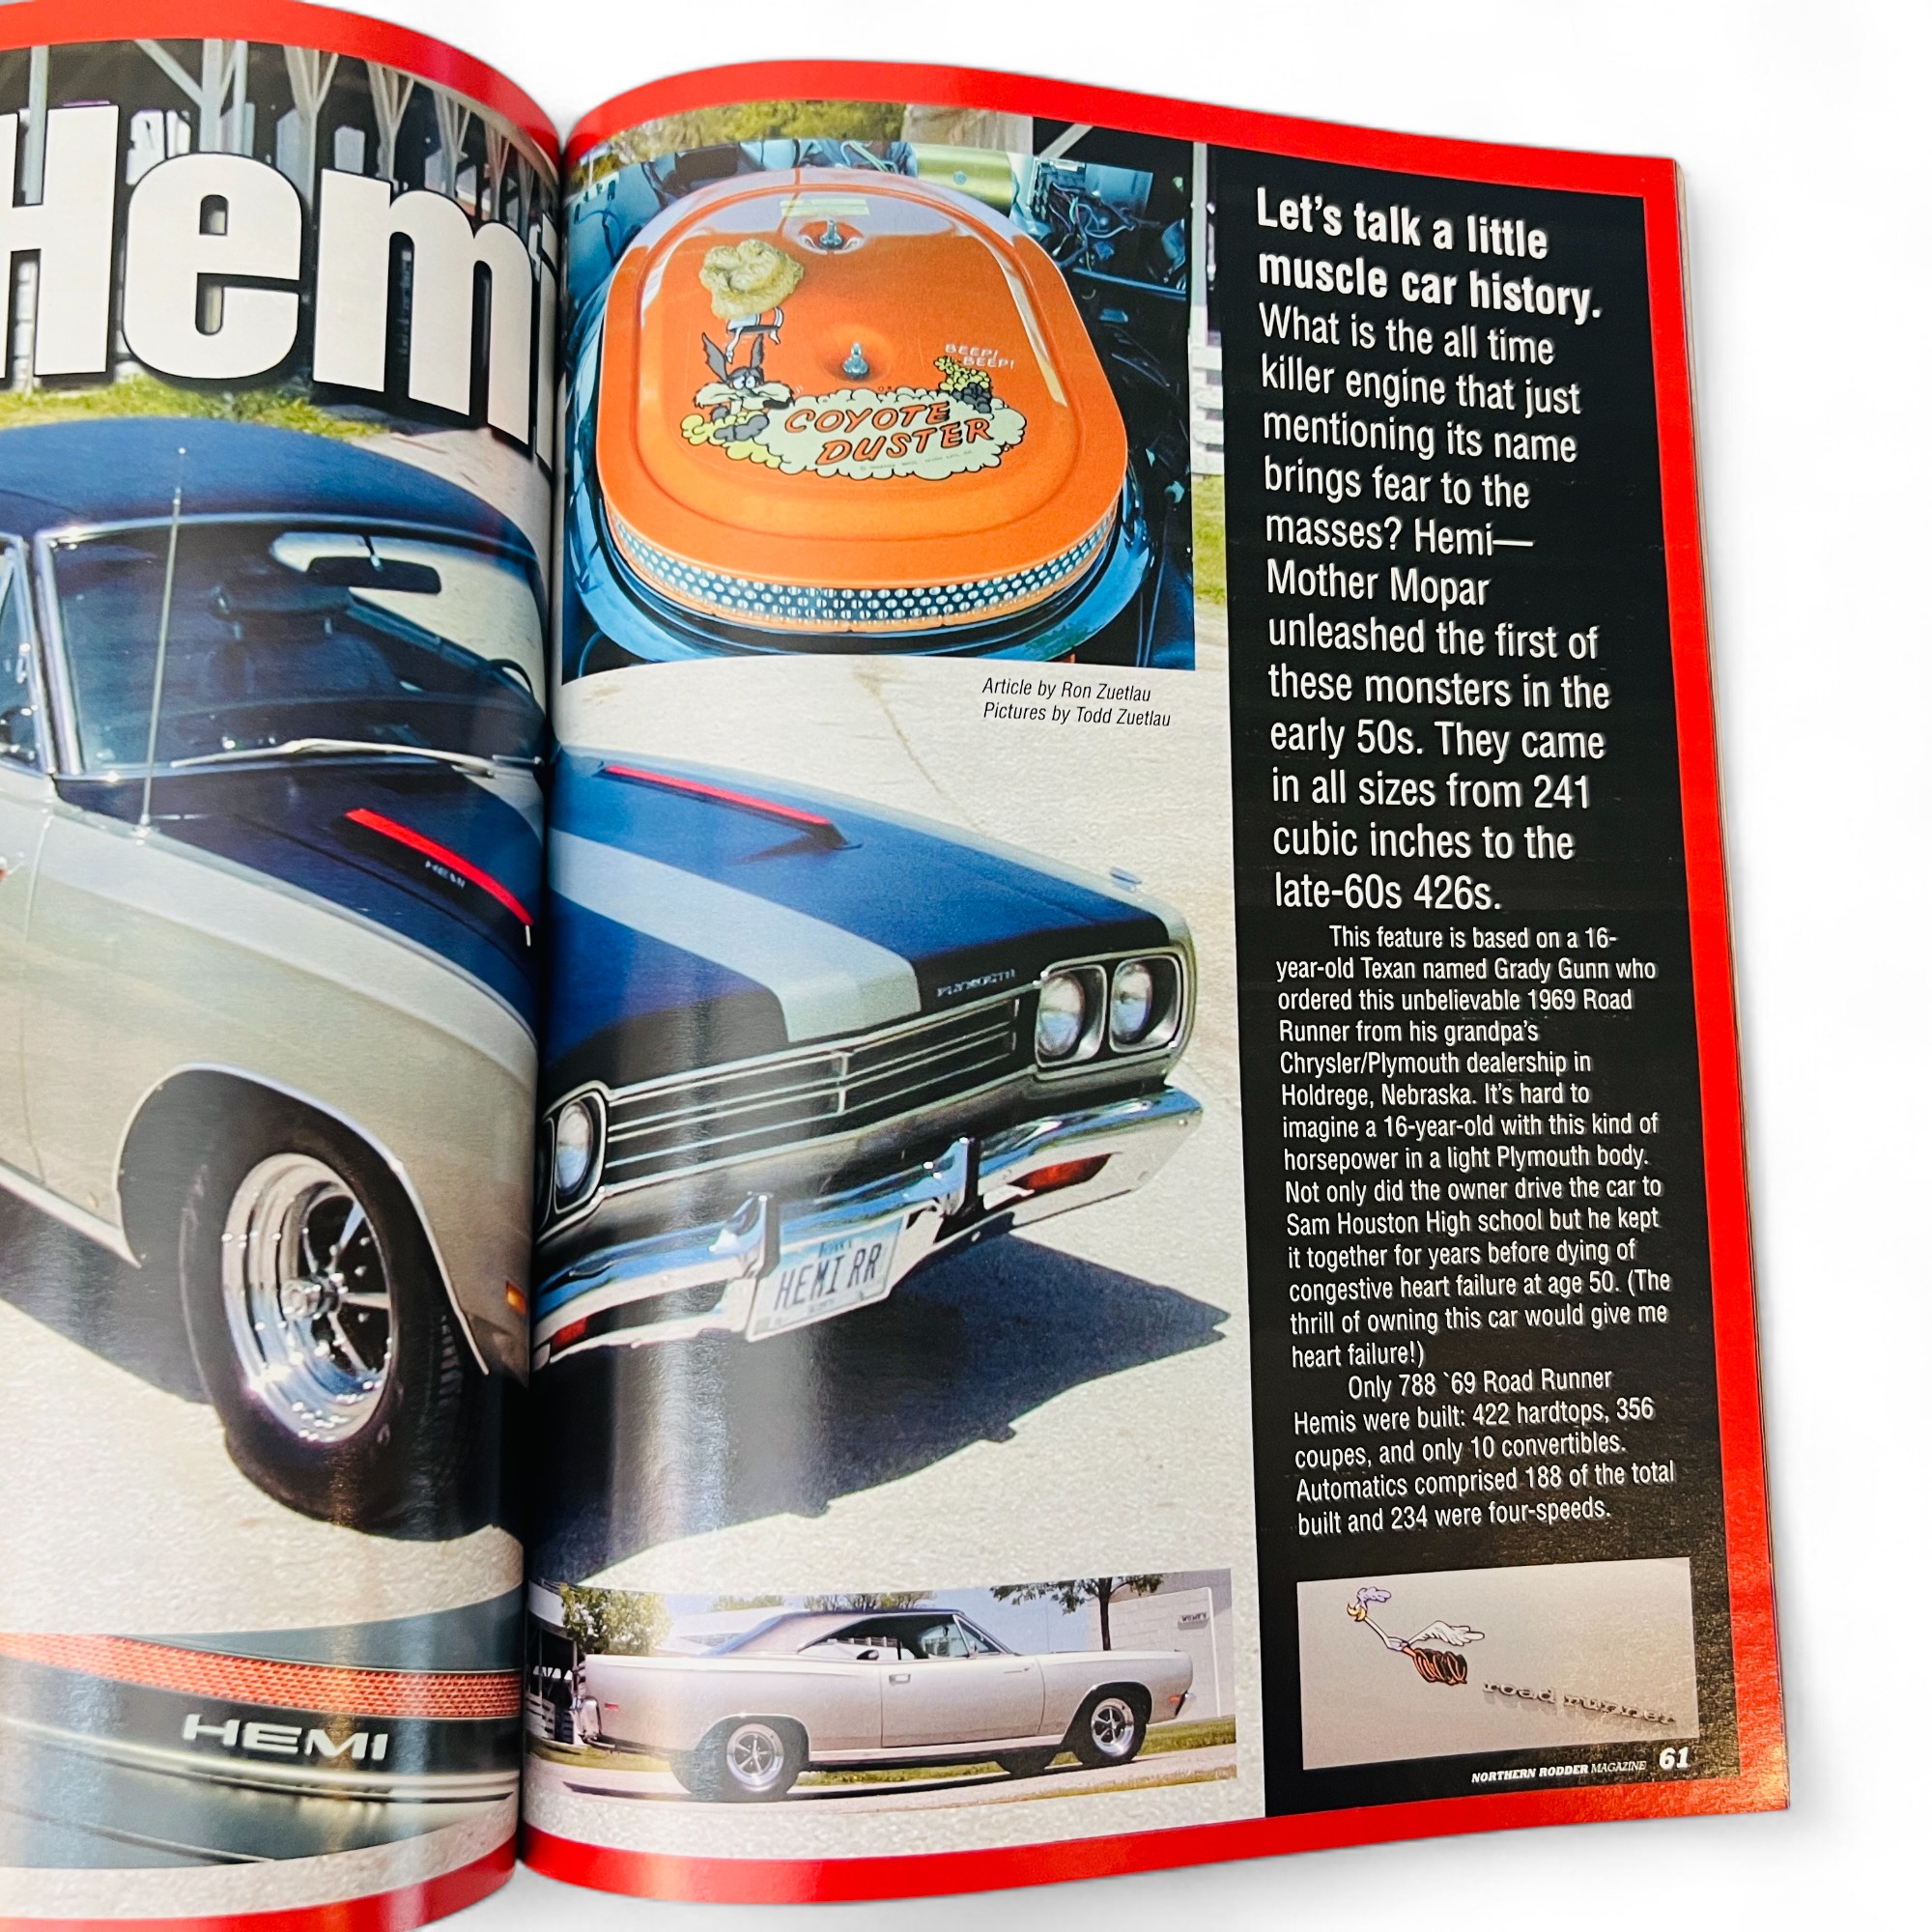 Hemi
BEEP!
BEEP!
COYOTE
DUSTER
Article by Ron Zuetlau
Pictures by Todd Zuetlau
PLYMOUTH
HEMI RR
HEMI
Let's talk a little
muscle car history.
What is the all time
killer engine that just
mentioning its name
brings fear to the
masses? Hemi—
Mother Mopar
unleashed the first of
these monsters in the
early 50s. They came
in all sizes from 241
cubic inches to the
late-60s 426s.
This feature is based on a 16-
year-old Texan named Grady Gunn who
ordered this unbelievable 1969 Road
Runner from his grandpa's
Chrysler/Plymouth dealership in
Holdrege, Nebraska. It's hard to
imagine a 16-year-old with this kind of
horsepower in a light Plymouth body.
Not only did the owner drive the car to
Sam Houston High school but he kept
it together for years before dying of
congestive heart failure at age 50. (The
thrill of owning this car would give me
heart failure!)
Only 788 `69 Road Runner
Hemis were built: 422 hardtops, 356
coupes, and only 10 convertibles.
Automatics comprised 188 of the total
built and 234 were four-speeds.
road runner
NORTHERN RODDER MAGAZINE 61